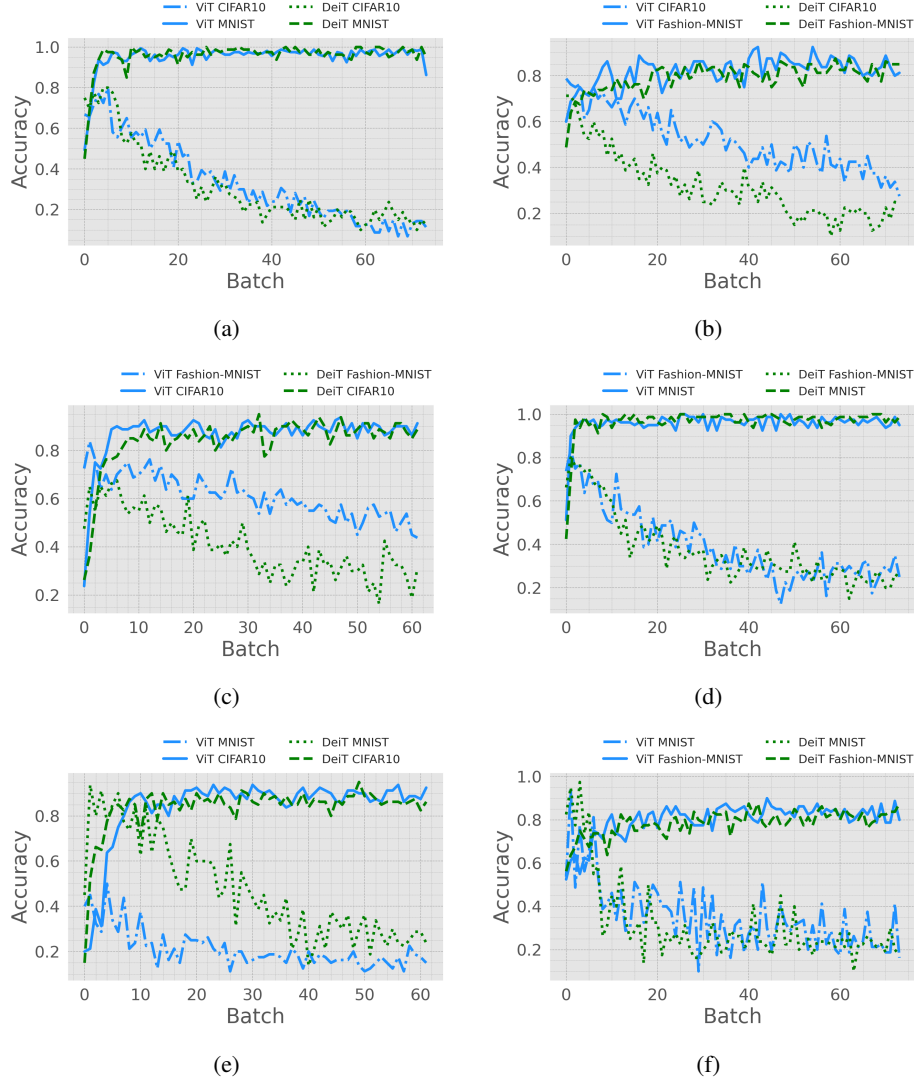 ViT CIFAR10 DeiT CIFAR10
ViT MNIST DeiT MNIST
1.0
0.8
0.6
0.4
0.2
Accuracy
0 20 40 60
Batch
(a)
ViT CIFAR10 DeiT CIFAR10
ViT Fashion-MNIST DeiT Fashion-MNIST
0.8
0.6
0.4
0.2
Accuracy
0 20 40 60
Batch
(b)
ViT Fashion-MNIST DeiT Fashion-MNIST
ViT CIFAR10 DeiT CIFAR10
0.8
0.6
0.4
0.2
Accuracy
0 10 20 30 40 50 60
Batch
(c)
ViT Fashion-MNIST DeiT Fashion-MNIST
ViT MNIST DeiT MNIST
1.0
0.8
0.6
0.4
0.2
Accuracy
0 20 40 60
Batch
(d)
ViT MNIST DeiT MNIST
ViT CIFAR10 DeiT CIFAR10
0.8
0.6
0.4
0.2
Accuracy
0 10 20 30 40 50 60
Batch
(e)
ViT MNIST DeiT MNIST
ViT Fashion-MNIST DeiT Fashion-MNIST
1.0
0.8
0.6
0.4
0.2
Accuracy
0 20 40 60
Batch
(f)